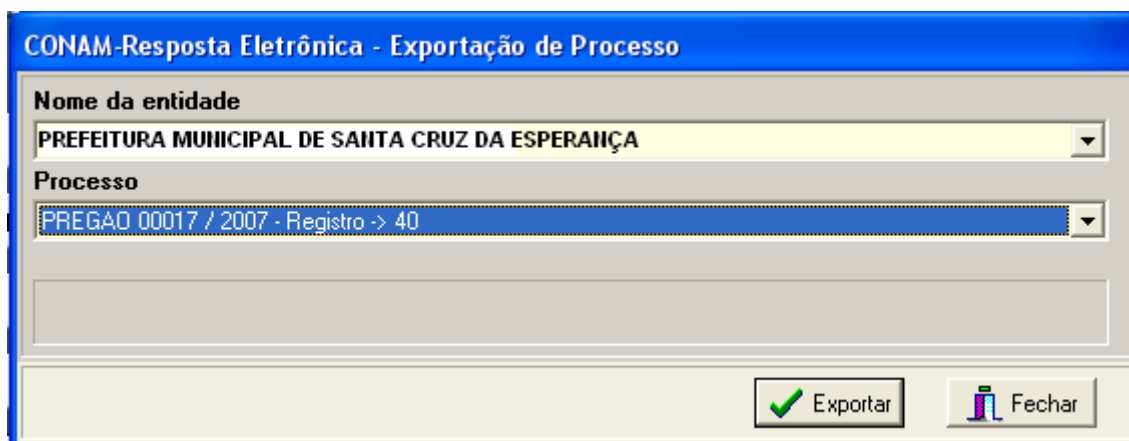 CONAM-Resposta Eletrônica - Exportação de Processo
Nome da entidade
PREFEITURA MUNICIPAL DE SANTA CRUZ DA ESPERANÇA
Processo
PREGAO 00017 / 2007 - Registro -> 40
Exportar Fechar